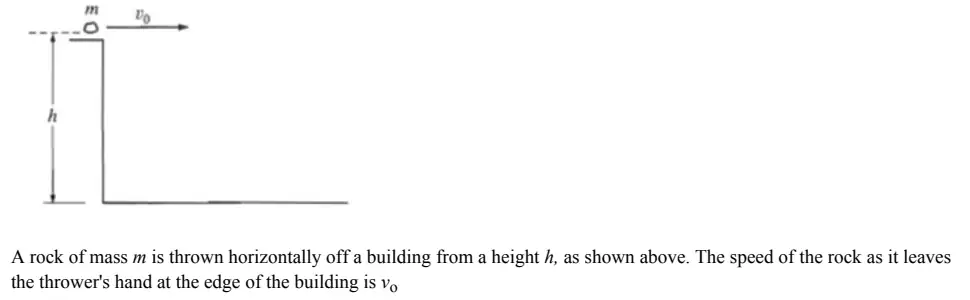 m
v₀
h
A rock of mass m is thrown horizontally off a building from a height h, as shown above. The speed of the rock as it leaves
the thrower's hand at the edge of the building is v₀